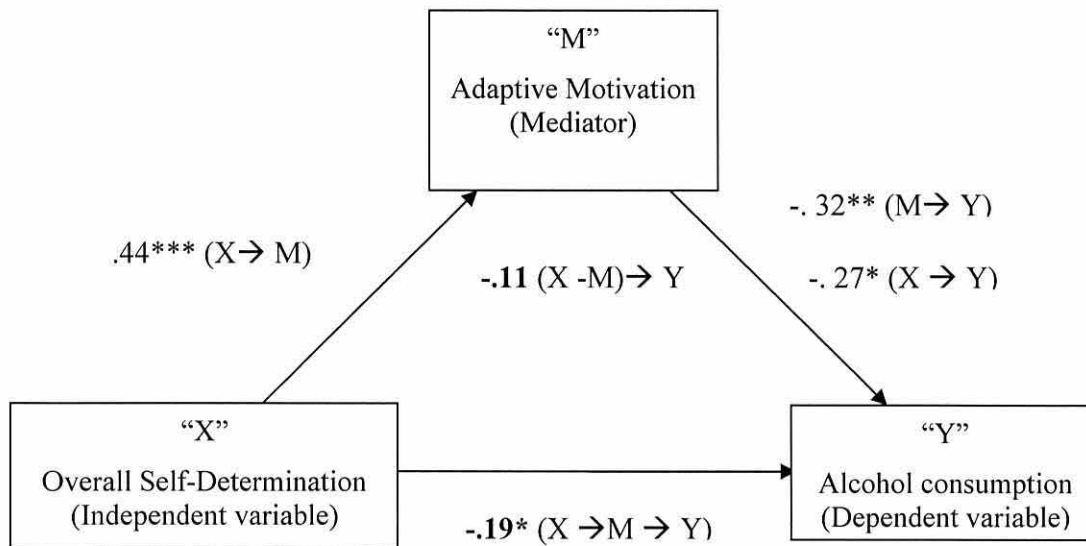 “M”
Adaptive Motivation
(Mediator)
-. 32** (M→ Y)
.44*** (X→ M)
-.11 (X -M)→ Y
-. 27* (X → Y)
“X”
Overall Self-Determination
(Independent variable)
“Y”
Alcohol consumption
(Dependent variable)
-.19* (X →M → Y)